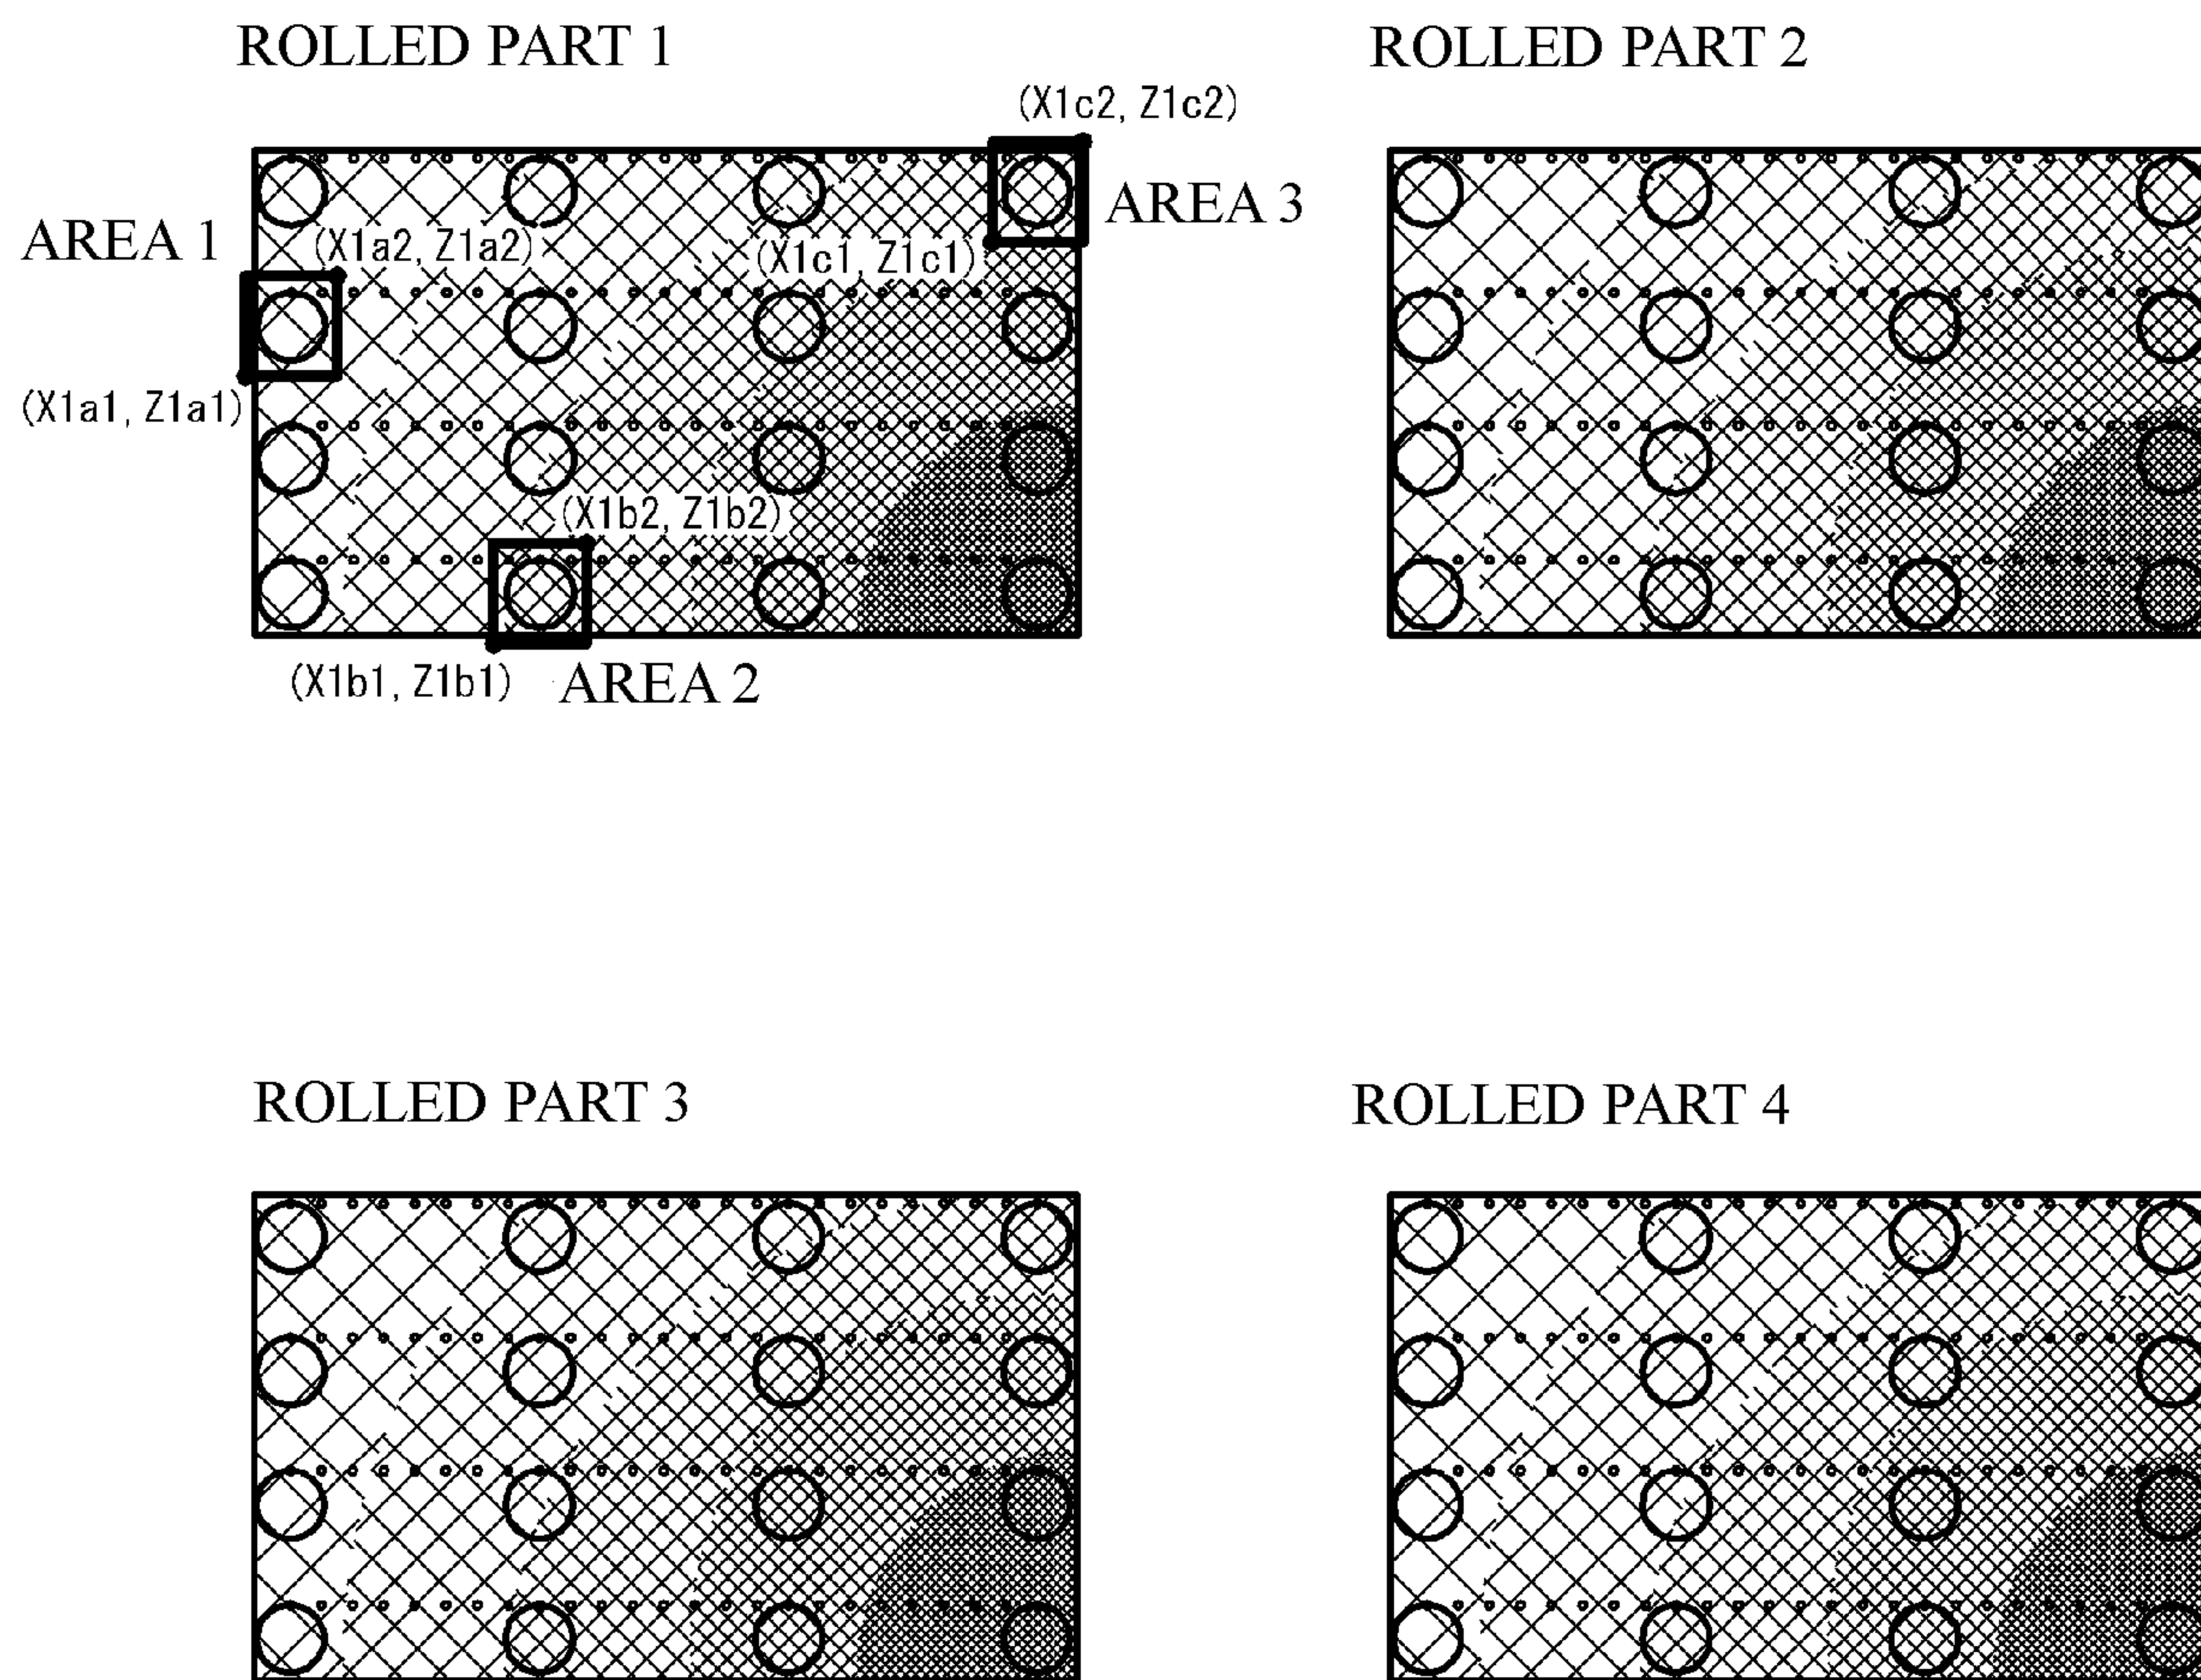 ROLLED PART 1
ROLLED PART 2
(X1c2, Z1c2)
AREA 3
AREA 1
(X1a2, Z1a2)
(X1c1, Z1c1)
(X1a1, Z1a1)
(X1b2, Z1b2)
(X1b1, Z1b1)
AREA 2
ROLLED PART 3
ROLLED PART 4